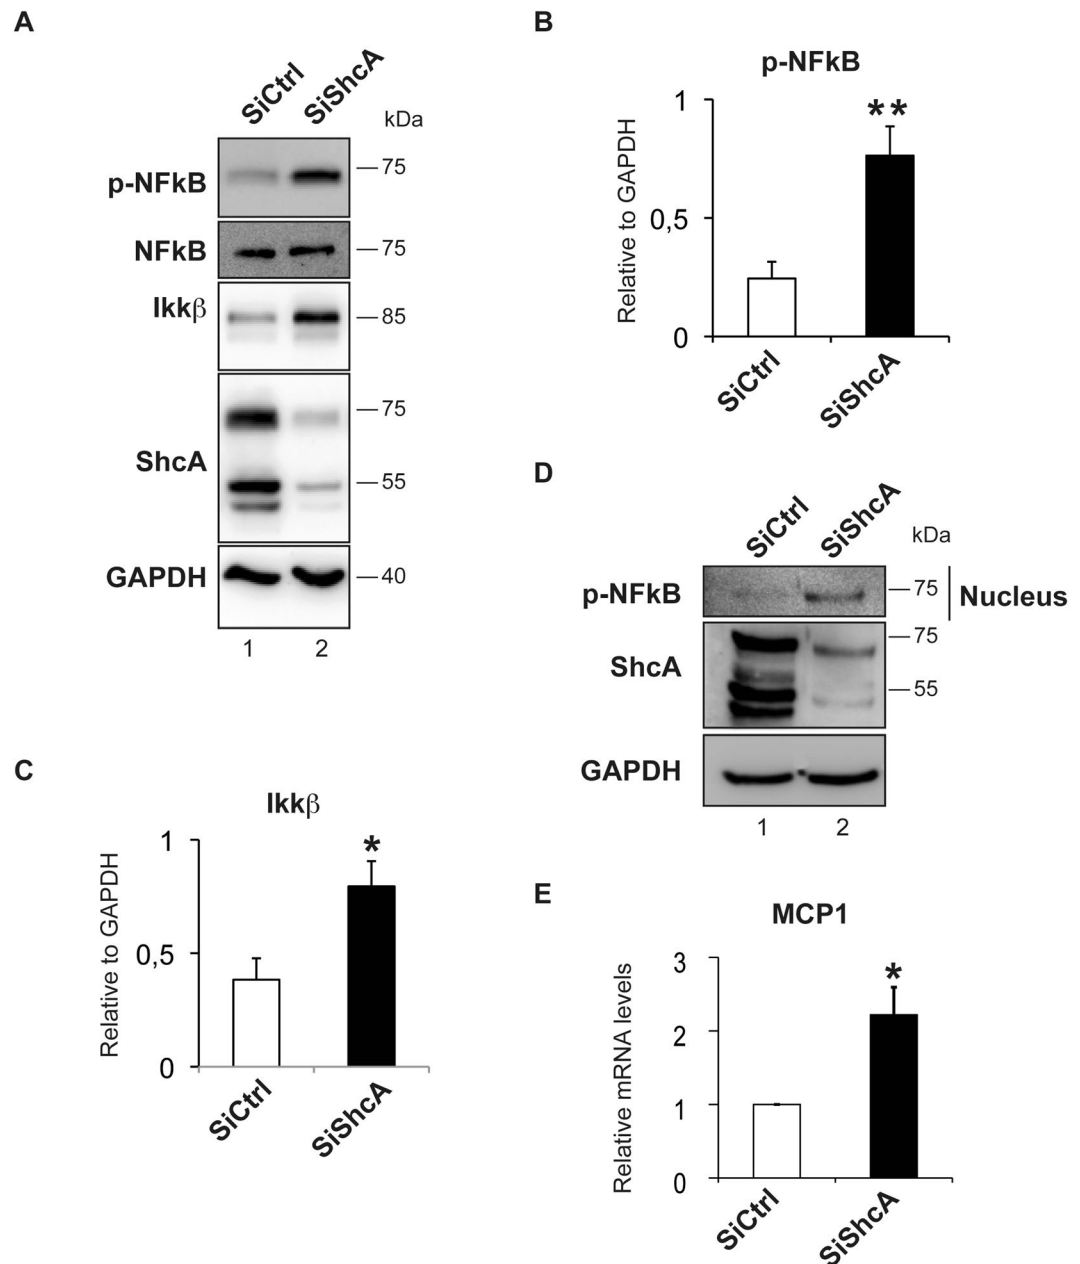 A
SiCtrl SiShcA
kDa
p-NFkB
75
NFkB
75
Ikkβ
85
ShcA
75
55
GAPDH
40
1 2
B
p-NFkB
Relative to GAPDH
1
0,5
0
SiCtrl SiShcA
**
C
Ikkβ
Relative to GAPDH
1
0,5
0
SiCtrl SiShcA
*
D
SiCtrl SiShcA
kDa
p-NFkB
75
Nucleus
ShcA
75
55
GAPDH
1 2
E
MCP1
Relative mRNA levels
3
2
1
0
SiCtrl SiShcA
*